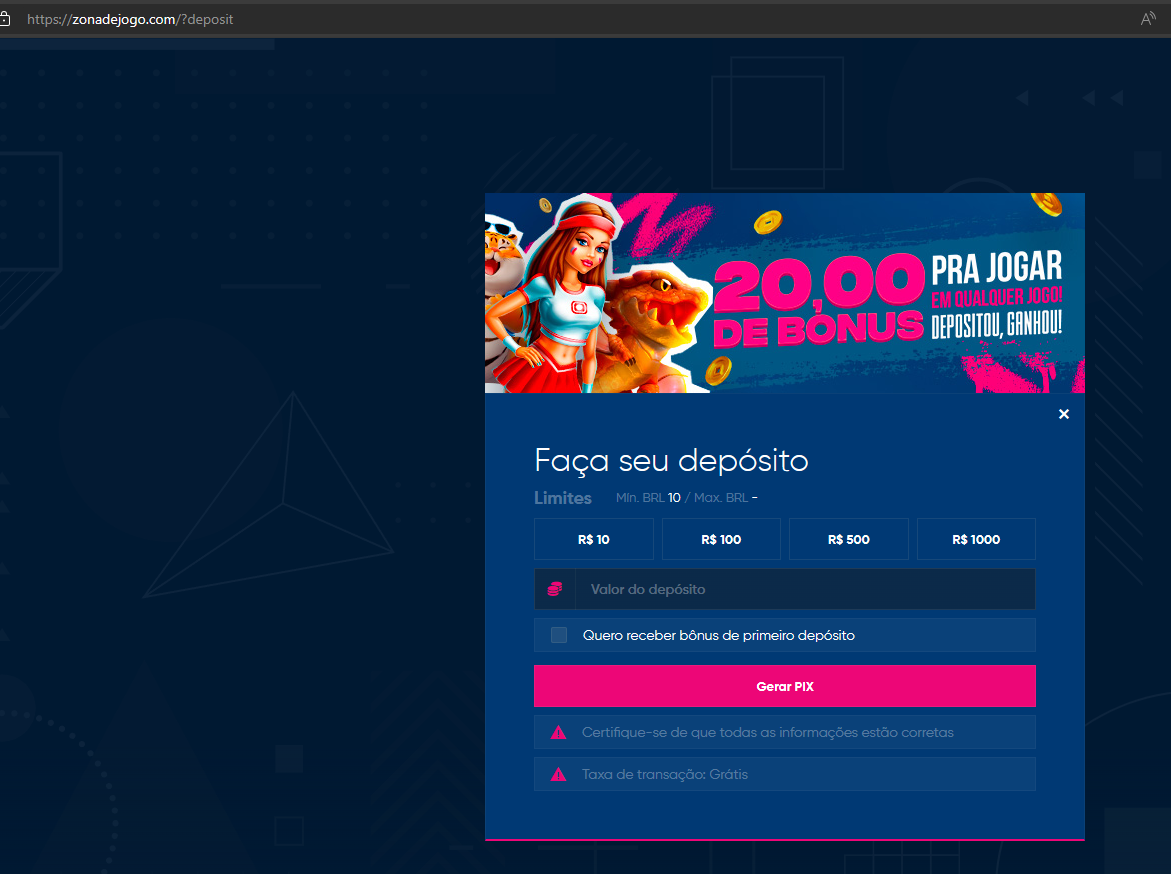 https://zonadejogo.com/?deposit
20,00
DE BÔNUS
PRA JOGAR
EM QUALQUER JOGO!
DEPOSITOU, GANHOU!
Faça seu depósito
Limites Min. BRL 10 / Max. BRL -
R$ 10 R$ 100 R$ 500 R$ 1000
Valor do depósito
Quero receber bônus de primeiro depósito
Gerar PIX
Certifique-se de que todas as informações estão corretas
Taxa de transação: Grátis